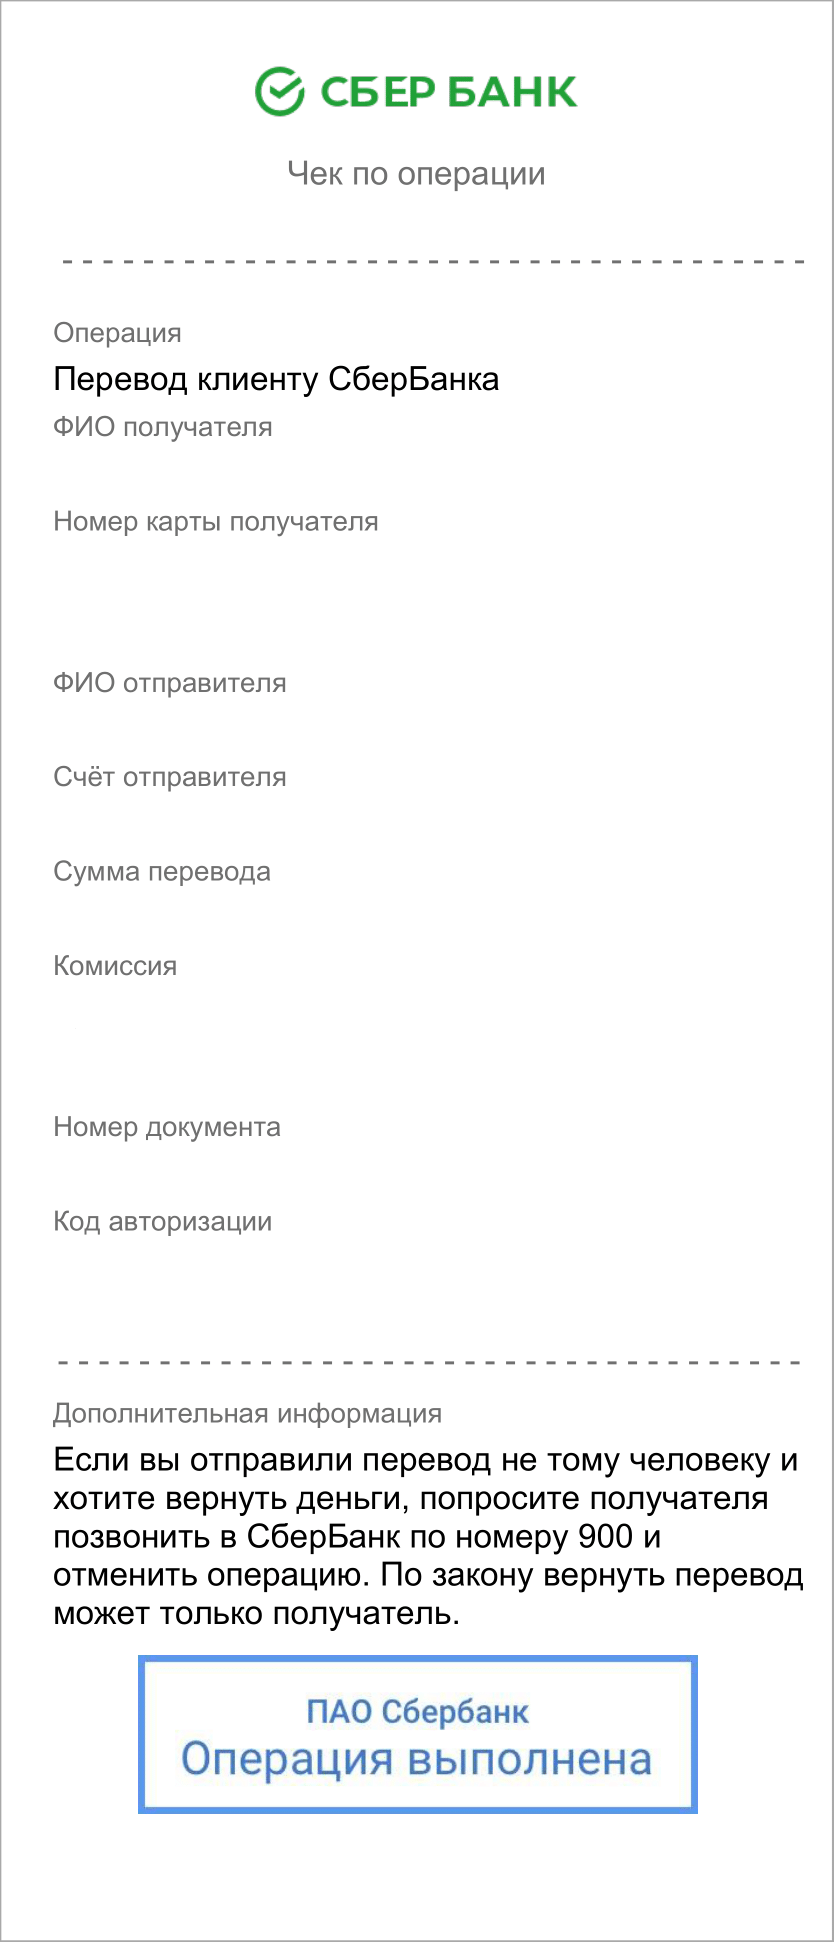 СБЕР БАНК
Чек по операции
Операция
Перевод клиенту СберБанка
ФИО получателя
Номер карты получателя
ФИО отправителя
Счёт отправителя
Сумма перевода
Комиссия
Номер документа
Код авторизации
Дополнительная информация
Если вы отправили перевод не тому человеку и
хотите вернуть деньги, попросите получателя
позвонить в СберБанк по номеру 900 и
отменить операцию. По закону вернуть перевод
может только получатель.
ПАО Сбербанк
Операция выполнена